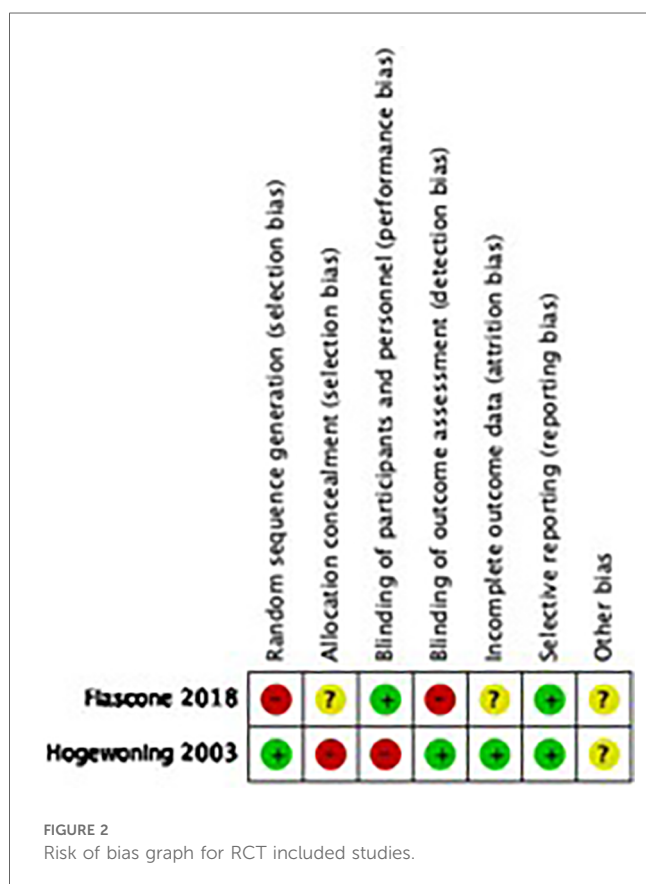 Random sequence generation (selection bias)
Allocation concealment (selection bias)
Blinding of participants and personnel (performance bias)
Blinding of outcome assessment (detection bias)
Incomplete outcome data (attrition bias)
Selective reporting (reporting bias)
Other bias
2018 - ? + - ? + ?
Hogewoning 2003 + - - + + + ?
FIGURE 2
Risk of bias graph for RCT included studies.